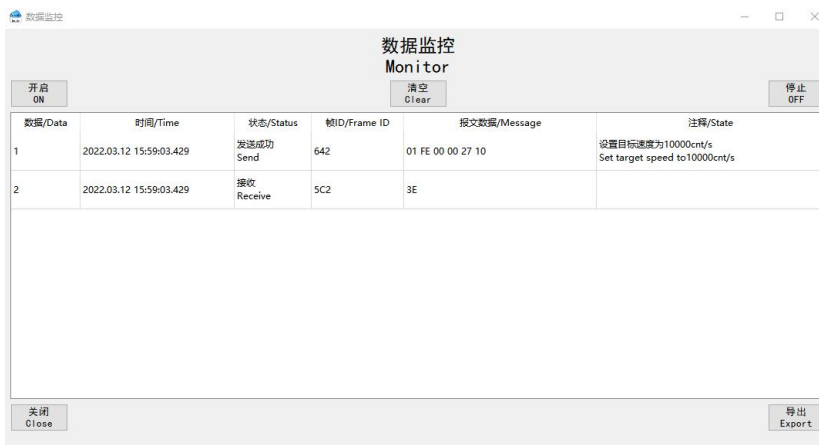 数据监控
数据监控
Monitor
开启
ON
清空
Clear
停止
OFF
数据/Data 时间/Time 状态/Status 帧ID/Frame ID 报文数据/Message 注释/State
1 2022.03.12 15:59:03.429 发送成功 642 01 FE 00 00 27 10 设置目标速度为10000cnt/s
Send Set target speed to10000cnt/s
2 2022.03.12 15:59:03.429 接收 5C2 3E
Receive
关闭
Close
导出
Export